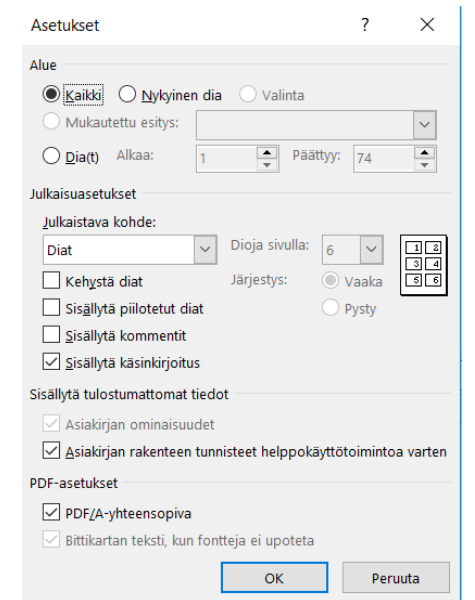 Asetukset ?
Alue
Kaikki Nykyinen dia Valinta
Mukautettu esitys:
Dia(t) Alkaa: 1 Päättyy: 74
Julkaisuasetukset
Julkaistava kohde:
Diat Dioja sivulla: 6
Kehystä diat Järjestys: Vaaka
Sisällytä piilotetut diat Pysty
Sisällytä kommentit
Sisällytä käsinkirjoitus
1 2
3 4
5 6
Sisällytä tulostumattomat tiedot
Asiakirjan ominaisuudet
Asiakirjan rakenteen tunnisteet helppokäyttötoimintoa varten
PDF-asetukset
PDF/A-yhteensopiva
Bittikartan teksti, kun fontteja ei upoteta
OK Peruuta